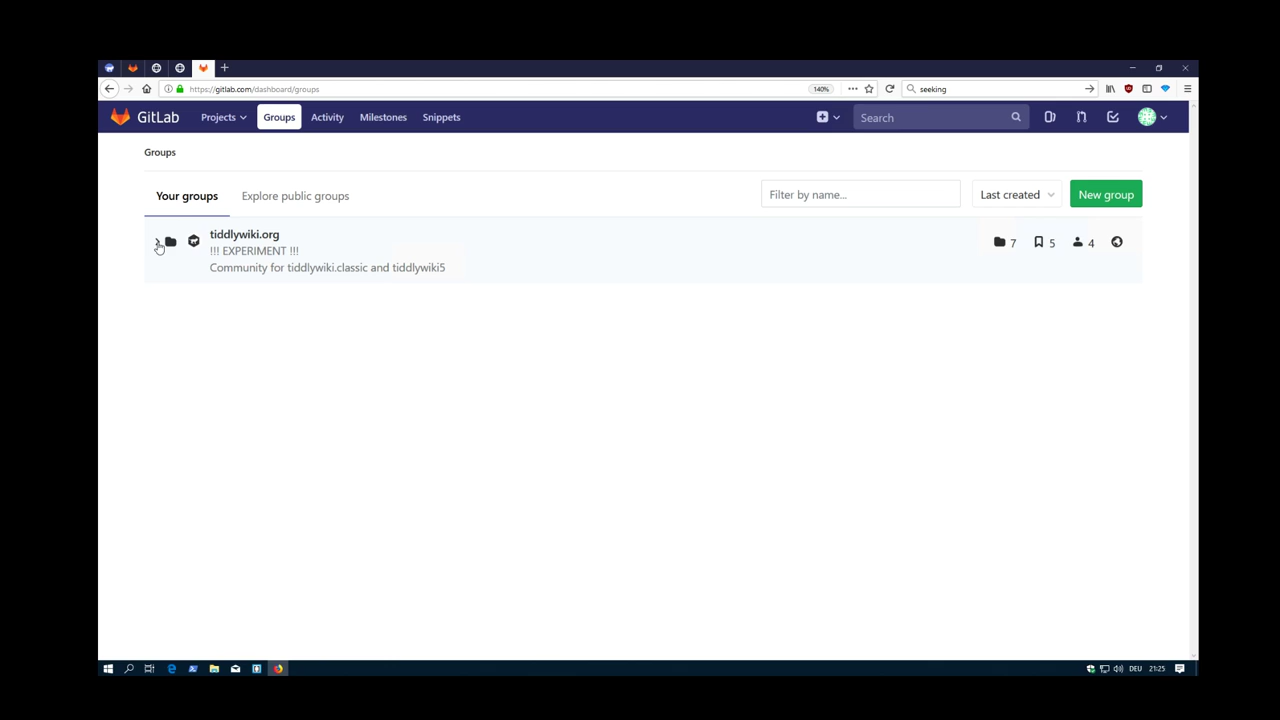 https://gitlab.com/dashboard/groups
140%
seeking
GitLab
Projects
Groups
Activity
Milestones
Snippets
Search
Groups
Your groups
Explore public groups
Filter by name...
Last created
New group
tiddlywiki.org
!!! EXPERIMENT !!!
Community for tiddlywiki.classic and tiddlywiki5
7
5
4
DEU
21:25